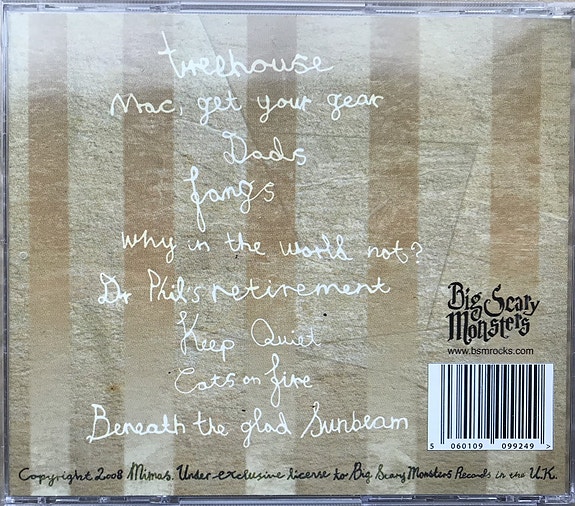 treehouse
Mac, get your gear
Dads
fangs
Why in the world not?
Dr Phil's retirement
Keep Quiet
Cats on fire
Beneath the glad Sunbeam
Big Scary
Monsters
www.bsmrocks.com
5 060109 099249 >
Copyright 2008 Mimas. Under exclusive license to Big Scary Monsters Records in the U.K.